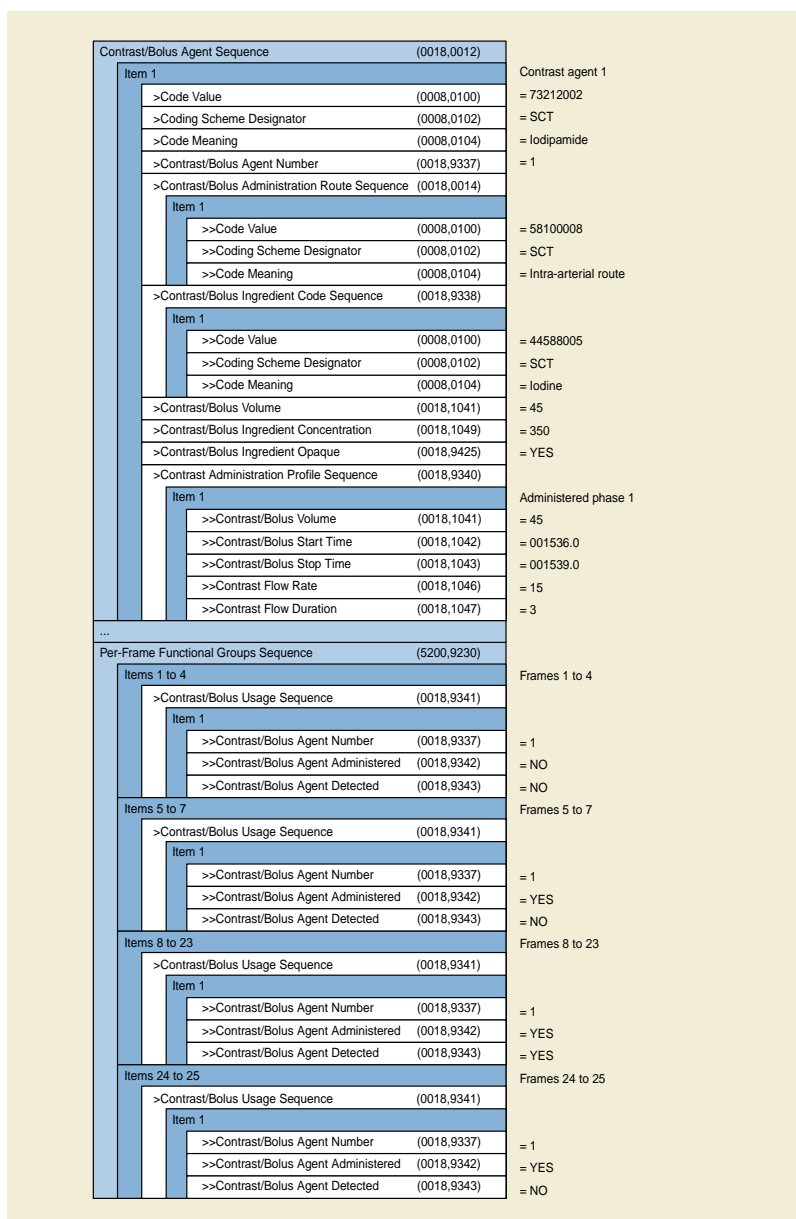 Contrast/Bolus Agent Sequence (0018,0012)
Item 1 Contrast agent 1
>Code Value (0008,0100) = 73212002
>Coding Scheme Designator (0008,0102) = SCT
>Code Meaning (0008,0104) = Iodipamide
>Contrast/Bolus Agent Number (0018,9337) = 1
>Contrast/Bolus Administration Route Sequence (0018,0014)
Item 1
>>Code Value (0008,0100) = 58100008
>>Coding Scheme Designator (0008,0102) = SCT
>>Code Meaning (0008,0104) = Intra-arterial route
>Contrast/Bolus Ingredient Code Sequence (0018,9338)
Item 1
>>Code Value (0008,0100) = 44588005
>>Coding Scheme Designator (0008,0102) = SCT
>>Code Meaning (0008,0104) = Iodine
>Contrast/Bolus Volume (0018,1041) = 45
>Contrast/Bolus Ingredient Concentration (0018,1049) = 350
>Contrast/Bolus Ingredient Opaque (0018,9425) = YES
>Contrast Administration Profile Sequence (0018,9340)
Item 1 Administered phase 1
>>Contrast/Bolus Volume (0018,1041) = 45
>>Contrast/Bolus Start Time (0018,1042) = 001536.0
>>Contrast/Bolus Stop Time (0018,1043) = 001539.0
>>Contrast Flow Rate (0018,1046) = 15
>>Contrast Flow Duration (0018,1047) = 3
...
Per-Frame Functional Groups Sequence (5200,9230)
Items 1 to 4 Frames 1 to 4
>Contrast/Bolus Usage Sequence (0018,9341)
Item 1
>>Contrast/Bolus Agent Number (0018,9337) = 1
>>Contrast/Bolus Agent Administered (0018,9342) = NO
>>Contrast/Bolus Agent Detected (0018,9343) = NO
Items 5 to 7 Frames 5 to 7
>Contrast/Bolus Usage Sequence (0018,9341)
Item 1
>>Contrast/Bolus Agent Number (0018,9337) = 1
>>Contrast/Bolus Agent Administered (0018,9342) = YES
>>Contrast/Bolus Agent Detected (0018,9343) = NO
Items 8 to 23 Frames 8 to 23
>Contrast/Bolus Usage Sequence (0018,9341)
Item 1
>>Contrast/Bolus Agent Number (0018,9337) = 1
>>Contrast/Bolus Agent Administered (0018,9342) = YES
>>Contrast/Bolus Agent Detected (0018,9343) = YES
Items 24 to 25 Frames 24 to 25
>Contrast/Bolus Usage Sequence (0018,9341)
Item 1
>>Contrast/Bolus Agent Number (0018,9337) = 1
>>Contrast/Bolus Agent Administered (0018,9342) = YES
>>Contrast/Bolus Agent Detected (0018,9343) = NO